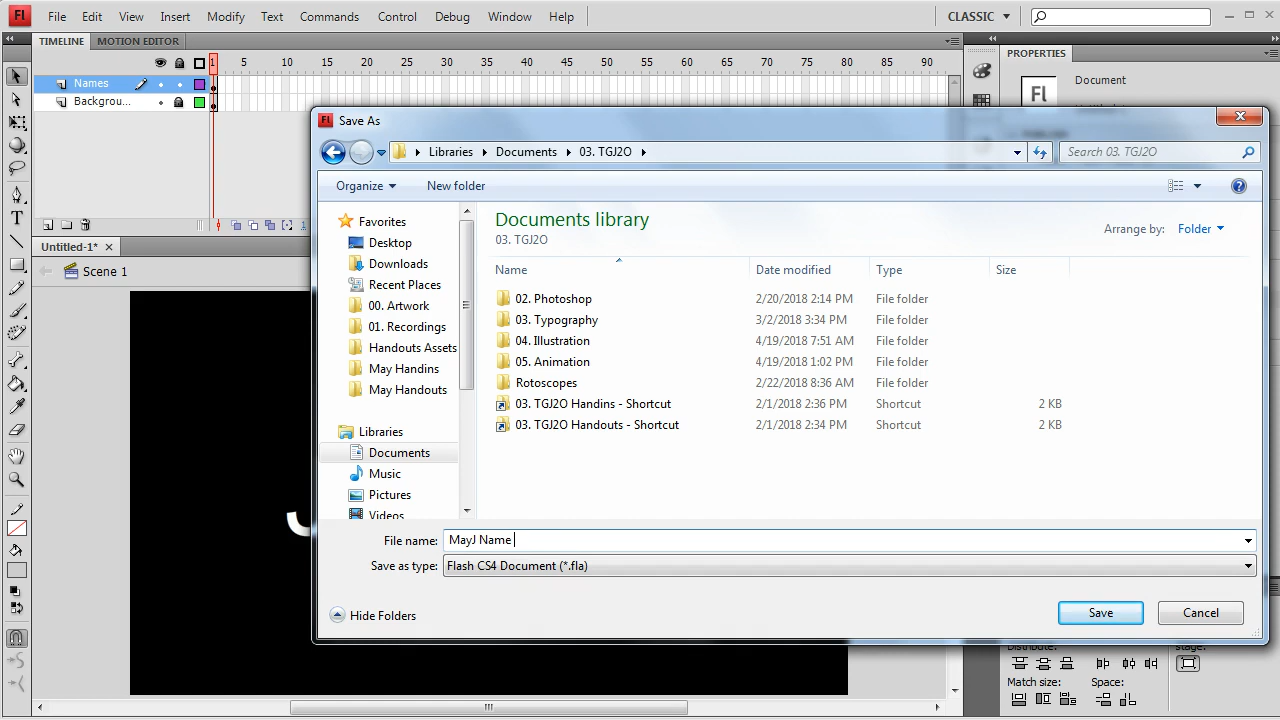 Fl File Edit View Insert Modify Text Commands Control Debug Window Help CLASSIC
TIMELINE MOTION EDITOR PROPERTIES
1 5 10 15 20 25 30 35 40 45 50 55 60 65 70 75 80 85 90
Fl Document
Names
Backgrou...
Fl Save As
Libraries Documents 03. TGJ2O Search 03. TGJ2O
Organize New folder
Favorites
Desktop
Downloads
Recent Places
00. Artwork
01. Recordings
Handouts Assets
May Handins
May Handouts
Libraries
Documents
Music
Pictures
Videos
Documents library
03. TGJ2O
Arrange by: Folder
Name Date modified Type Size
02. Photoshop 2/20/2018 2:14 PM File folder
03. Typography 3/2/2018 3:34 PM File folder
04. Illustration 4/19/2018 7:51 AM File folder
05. Animation 4/19/2018 1:02 PM File folder
Rotoscopes 2/22/2018 8:36 AM File folder
03. TGJ2O Handins - Shortcut 2/1/2018 2:36 PM Shortcut 2 KB
03. TGJ2O Handouts - Shortcut 2/1/2018 2:34 PM Shortcut 2 KB
File name: MayJ Name
Save as type: Flash CS4 Document (*.fla)
Hide Folders Save Cancel
Untitled-1*
Scene 1
Distribute: stage:
Match size: Space: